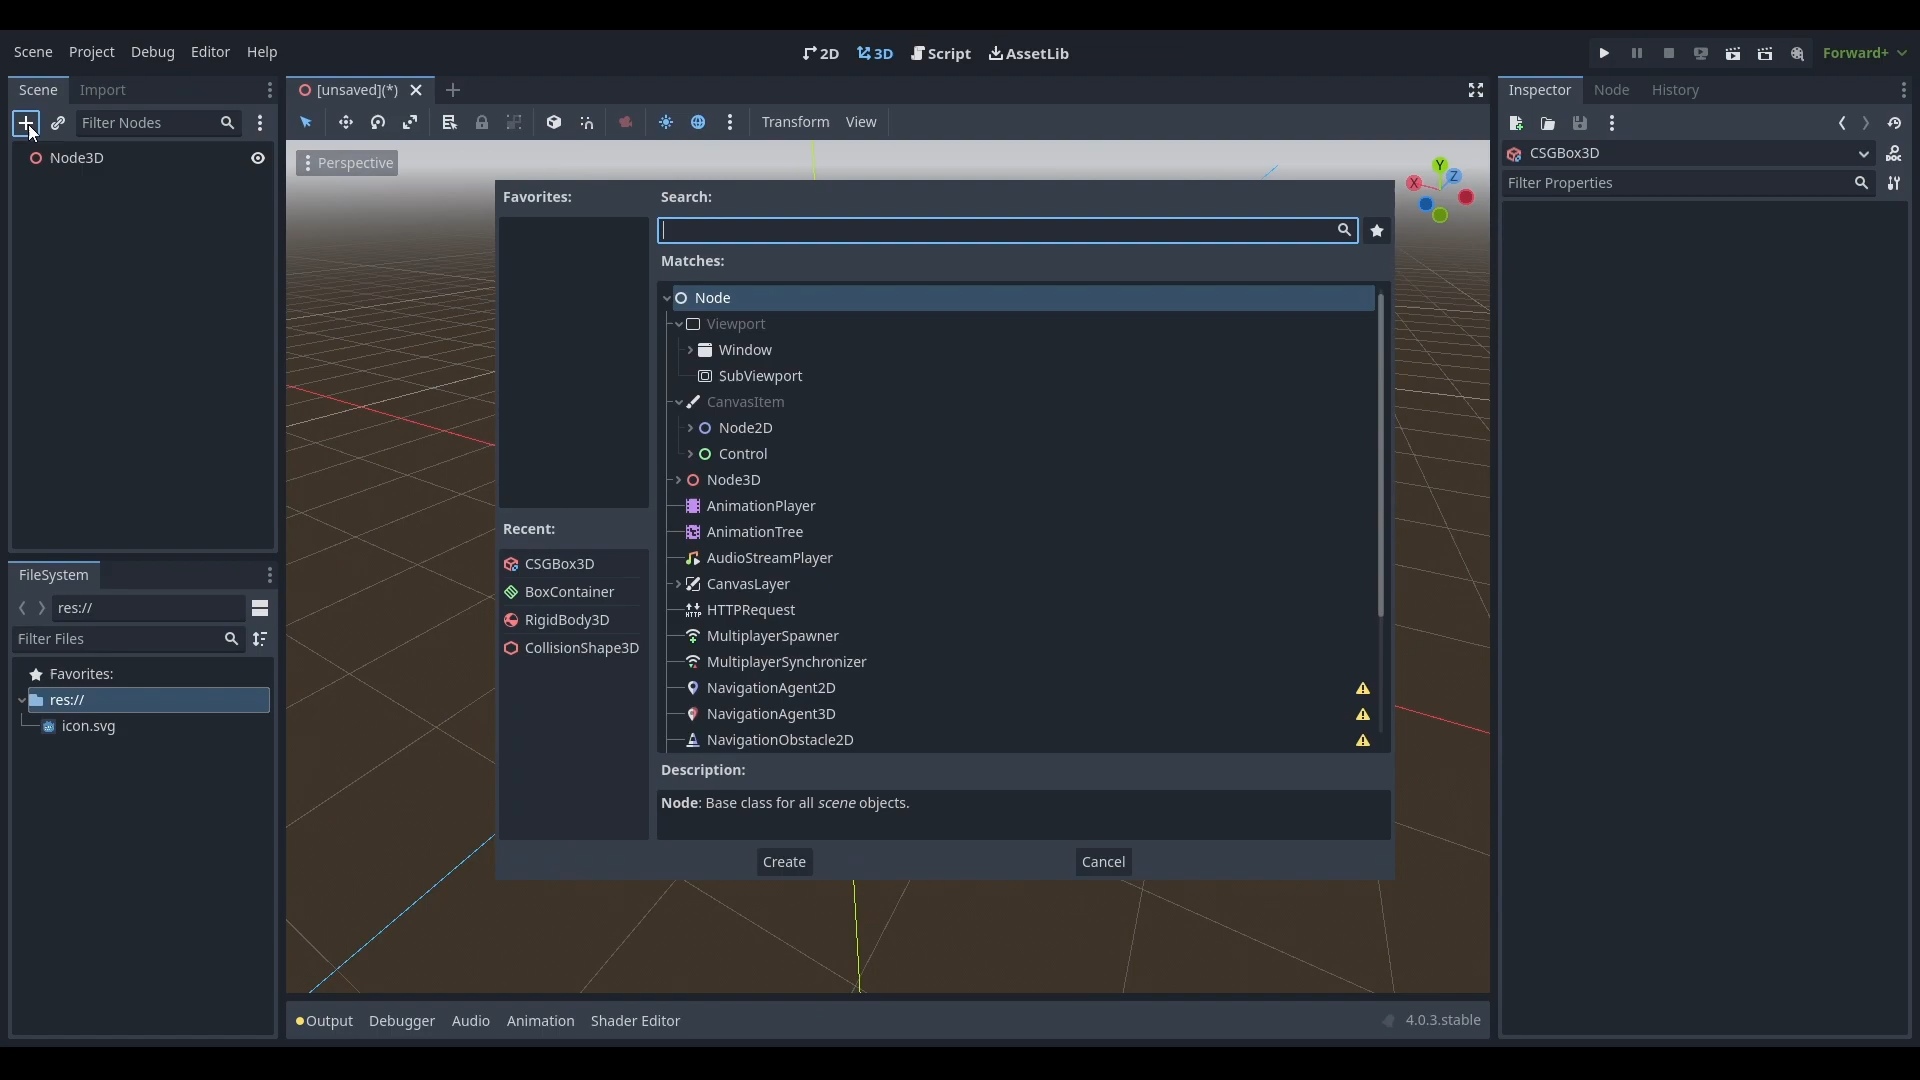 Scene Project Debug Editor Help
2D 3D Script AssetLib
Forward+
Scene Import
Filter Nodes
Node3D
[unsaved](*)
Transform View
Perspective
X Y Z
Favorites:
Search:
Matches:
Node
Viewport
Window
SubViewport
CanvasItem
Node2D
Control
Node3D
AnimationPlayer
AnimationTree
AudioStreamPlayer
CanvasLayer
HTTP HTTPRequest
MultiplayerSpawner
MultiplayerSynchronizer
NavigationAgent2D
NavigationAgent3D
NavigationObstacle2D
Recent:
CSGBox3D
BoxContainer
RigidBody3D
CollisionShape3D
Description:
Node: Base class for all scene objects.
Create Cancel
FileSystem
res://
Filter Files
Favorites:
res://
icon.svg
Output Debugger Audio Animation Shader Editor
4.0.3.stable
Inspector Node History
CSGBox3D
DOC
Filter Properties